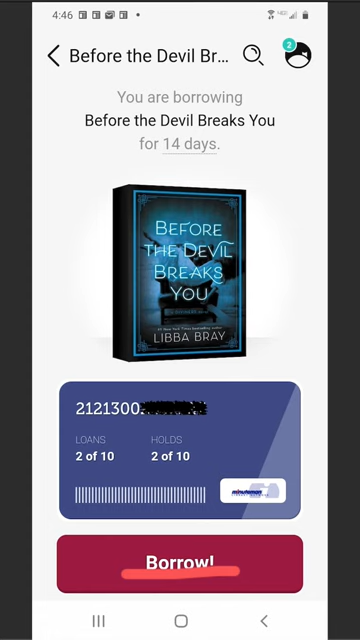 4:46
Before the Devil Br...
2
You are borrowing
Before the Devil Breaks You
for 14 days.
BEFORE
THE DEVIL
BREAKS
YOU
LIBBA BRAY
2121300
LOANS
HOLDS
2 of 10
2 of 10
minuteman
Borrow!